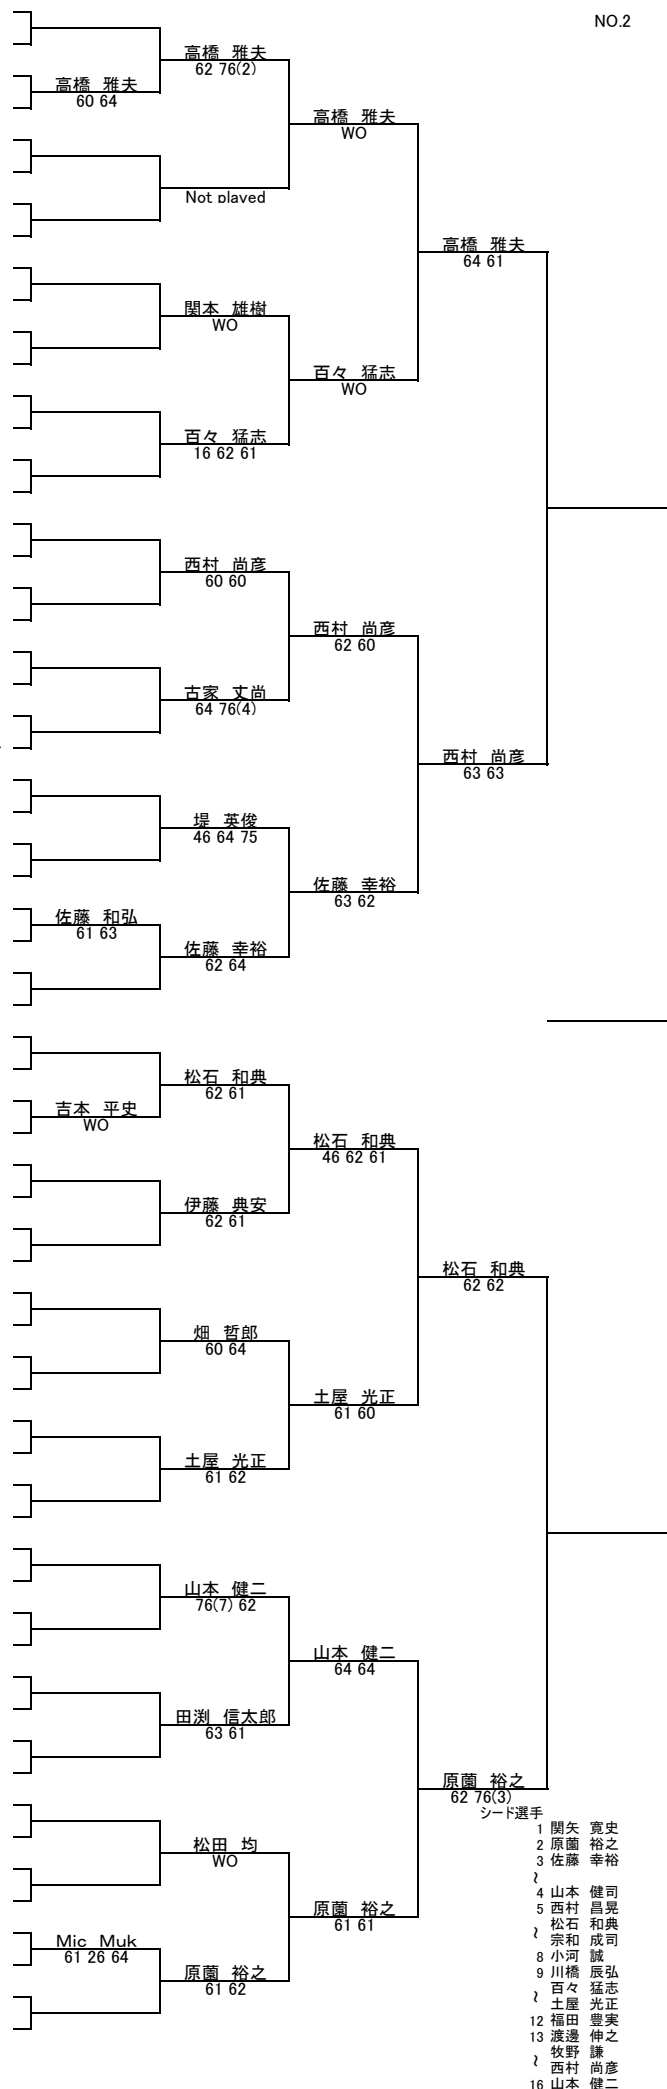 NO.2
高橋 雅夫
62 76(2)
高橋 雅夫
60 64
高橋 雅夫
WO
Not played
高橋 雅夫
64 61
関本 雄樹
WO
百々 猛志
WO
百々 猛志
16 62 61
西村 尚彦
60 60
西村 尚彦
62 60
古家 丈尚
64 76(4)
西村 尚彦
63 63
堤 英俊
46 64 75
佐藤 幸裕
63 62
佐藤 和弘
61 63
佐藤 幸裕
62 64
松石 和典
62 61
吉本 平史
WO
松石 和典
46 62 61
伊藤 典安
62 61
松石 和典
62 62
畑 哲郎
60 64
土屋 光正
61 60
土屋 光正
61 62
山本 健二
76(7) 62
山本 健二
64 64
田渕 信太郎
63 61
原薗 裕之
62 76(3)
シード選手
1 関矢 寛史
2 原薗 裕之
3 佐藤 幸裕
~
4 山本 健司
5 西村 昌晃
松石 和典
~ 宗和 成司
8 小河 誠
9 川橋 辰弘
百々 猛志
~ 土屋 光正
12 福田 豊実
13 渡邊 伸之
牧野 謙
~ 西村 尚彦
16 山本 健二
松田 均
WO
原薗 裕之
61 61
Mic Muk
61 26 64
原薗 裕之
61 62